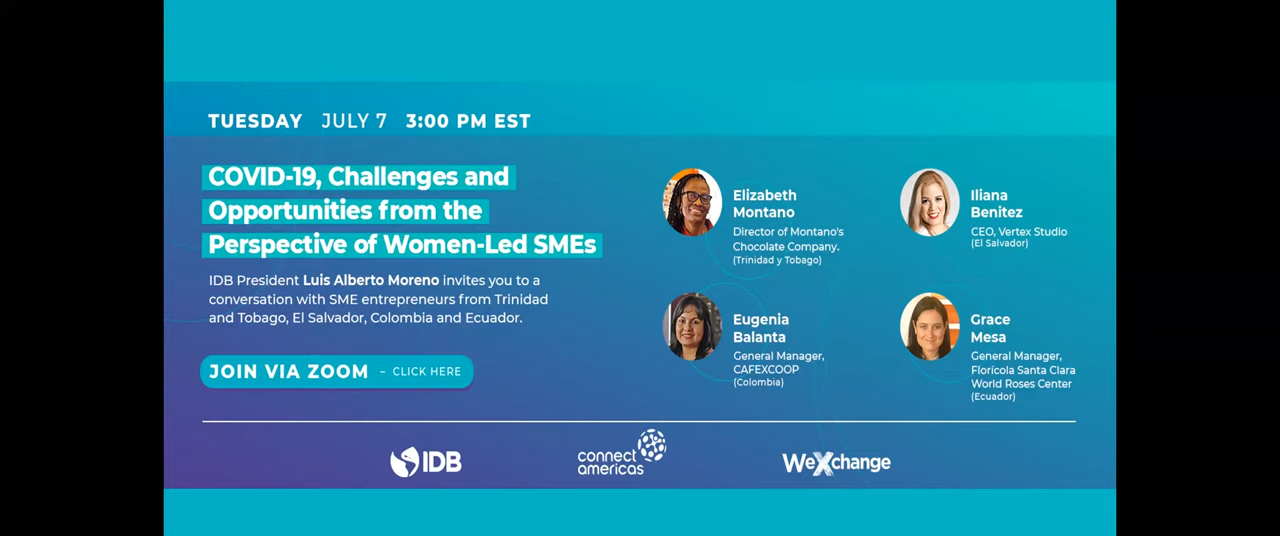 TUESDAY JULY 7 3:00 PM EST
COVID-19, Challenges and
Opportunities from the
Perspective of Women-Led SMEs
IDB President Luis Alberto Moreno invites you to a
conversation with SME entrepreneurs from Trinidad
and Tobago, El Salvador, Colombia and Ecuador.
JOIN VIA ZOOM – CLICK HERE
Elizabeth
Montano
Director of Montano's
Chocolate Company.
(Trinidad y Tobago)
Iliana
Benitez
CEO, Vertex Studio
(El Salvador)
Eugenia
Balanta
General Manager,
CAFEXCOOP
(Colombia)
Grace
Mesa
General Manager,
Florícola Santa Clara
World Roses Center
(Ecuador)
IDB
connect
americas
WeXchange